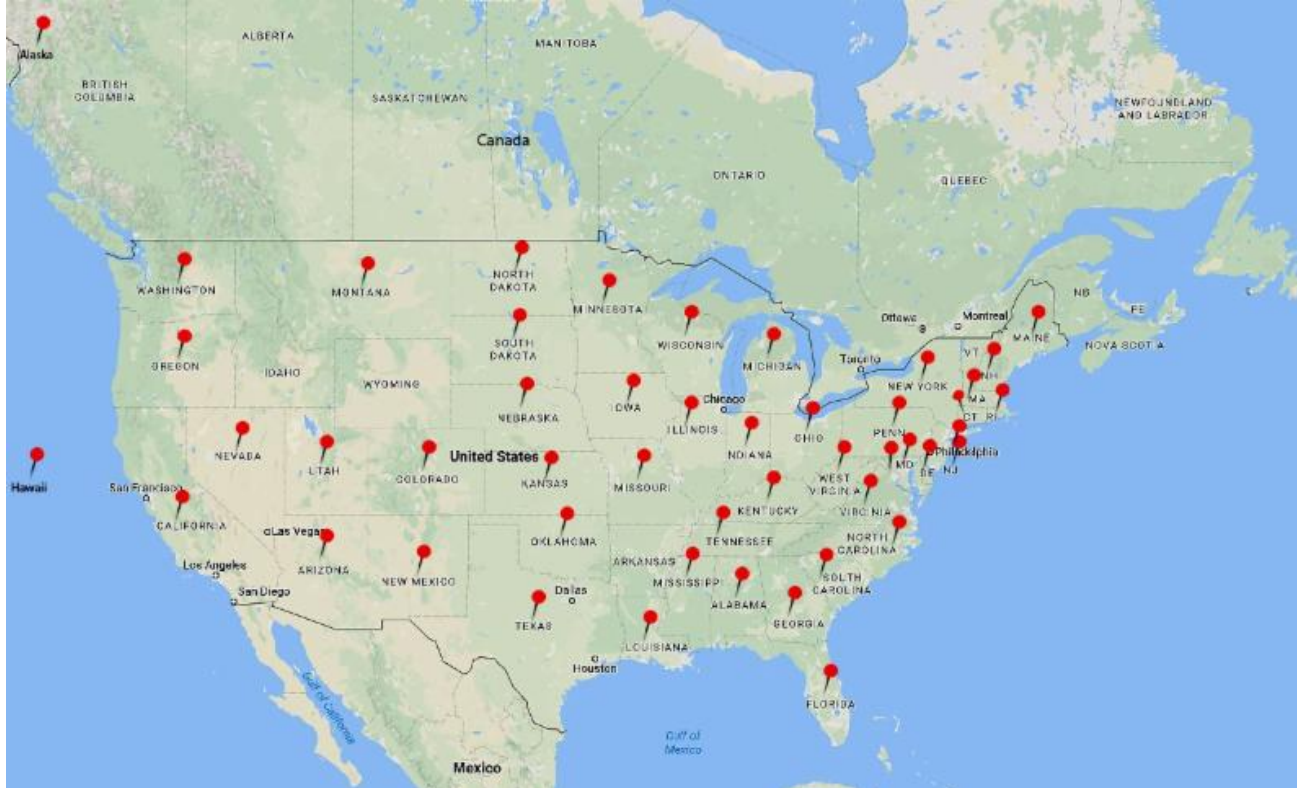 ALBERTA
MANITOBA
Alaska
BRITISH
COLUMBIA
SASKATCHEWAN
NEWFOUNDLAND
AND LABRADOR
Canada
ONTARIO
QUEBEC
WASHINGTON
MONTANA
NORTH
DAKOTA
MINNESOTA
NB
PE
Ottawa
Montreal
MAINE
NOVA SCOTIA
OREGON
IDAHO
SOUTH
DAKOTA
WISCONSIN
MICHIGAN
Toronto
VT
NH
WYOMING
NEW YORK
MA
NEBRASKA
IOWA
Chicago
ILLINOIS
CT
RI
OHIO
PENN
NEVADA
UTAH
COLORADO
United States
KANSAS
MISSOURI
NDIANA
WEST
VIRGINIA
MD
DE
NJ
Philadelphia
Hawaii
San Francisco
CALIFORNIA
Las Vegas
KENTUCKY
VIRGINIA
OKLAHOMA
TENNESSEE
NORTH
CAROLINA
Los Angeles
ARIZONA
NEW MEXICO
ARKANSAS
MISSISSIPPI
SOUTH
CAROLINA
San Diego
Dallas
ALABAMA
TEXAS
GEORGIA
LOUISIANA
Houston
FLORIDA
Gulf of California
Gulf of
Mexico
Mexico